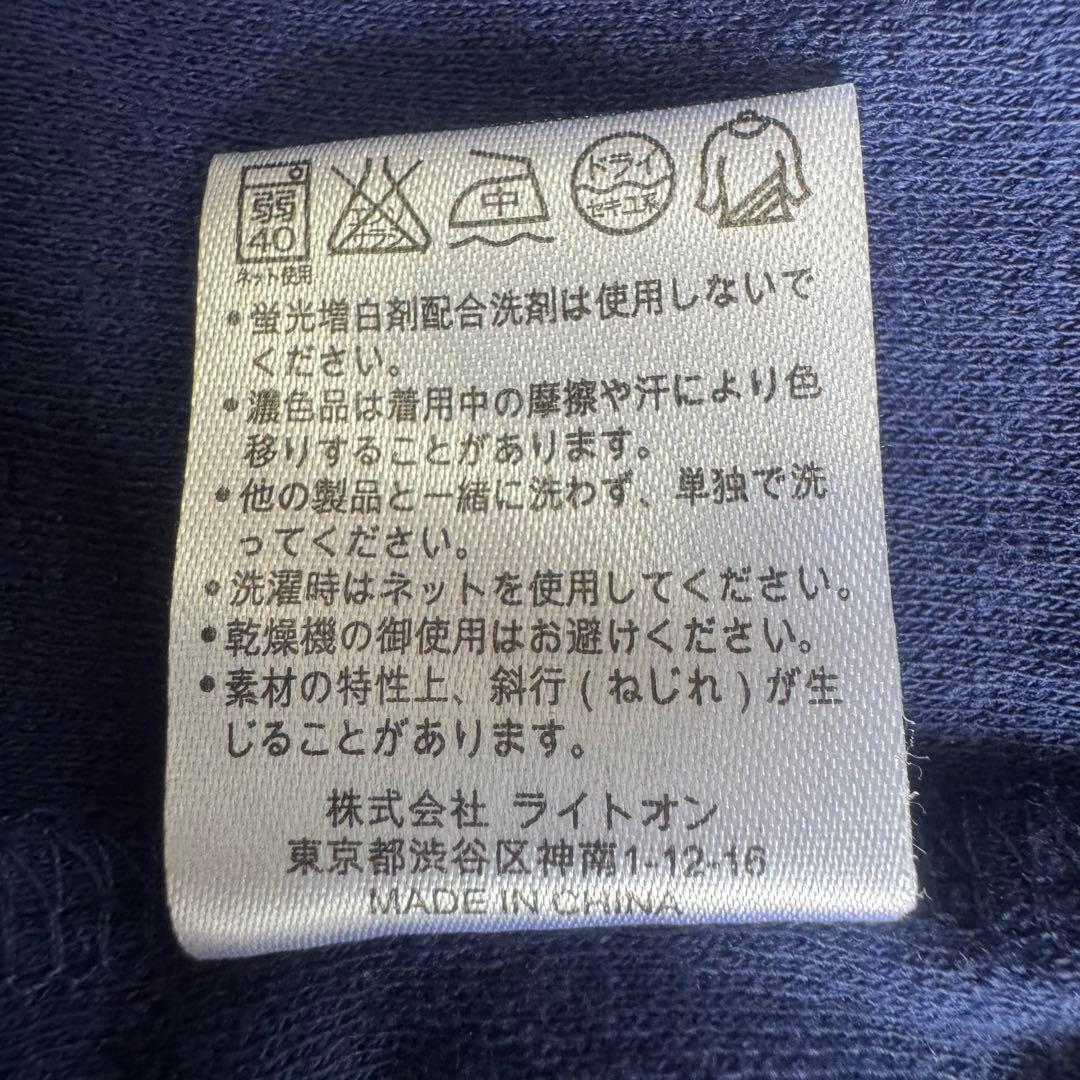 弱
40
ネット使用
エンソ
サラシ
中
ドライ
セキユ系
•蛍光増白剤配合洗剤は使用しないで
ください。
•濃色品は着用中の摩擦や汗により色
移りすることがあります。
•他の製品と一緒に洗わず、単独で洗
ってください。
•洗濯時はネットを使用してください。
•乾燥機の御使用はお避けください。
•素材の特性上、斜行(ねじれ)が生
じることがあります。
株式会社 ライトオン
東京都渋谷区神南1-12-16
MADE IN CHINA